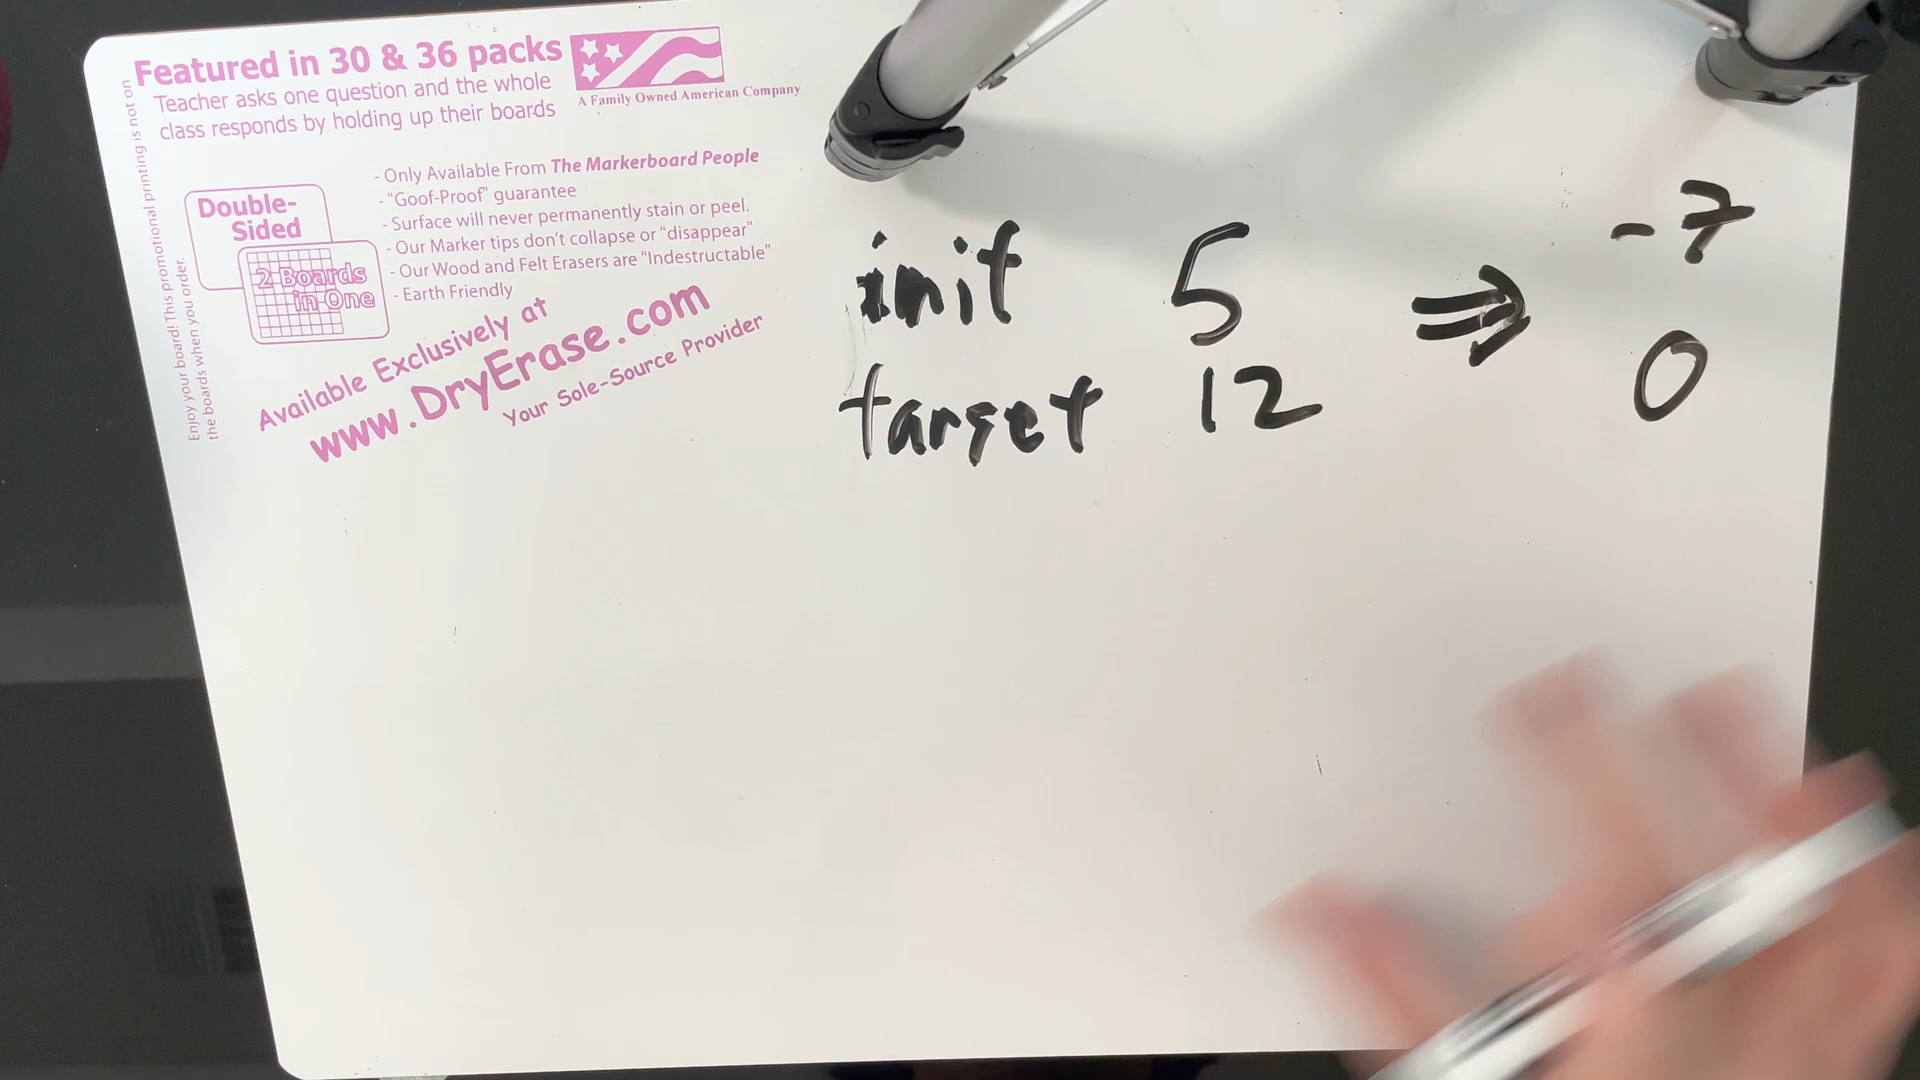 Featured in 30 & 36 packs
Teacher asks one question and the whole
class responds by holding up their boards
A Family Owned American Company
Enjoy your board! This promotional printing is not on
the boards when you order.
Double-
Sided
2 Boards
in One
- Only Available From The Markerboard People
- "Goof-Proof" guarantee
- Surface will never permanently stain or peel.
- Our Marker tips don't collapse or "disappear"
- Our Wood and Felt Erasers are "Indestructable"
- Earth Friendly
Available Exclusively at
www.DryErase.com
Your Sole-Source Provider
init 5 ⇒ -7
target 12 0